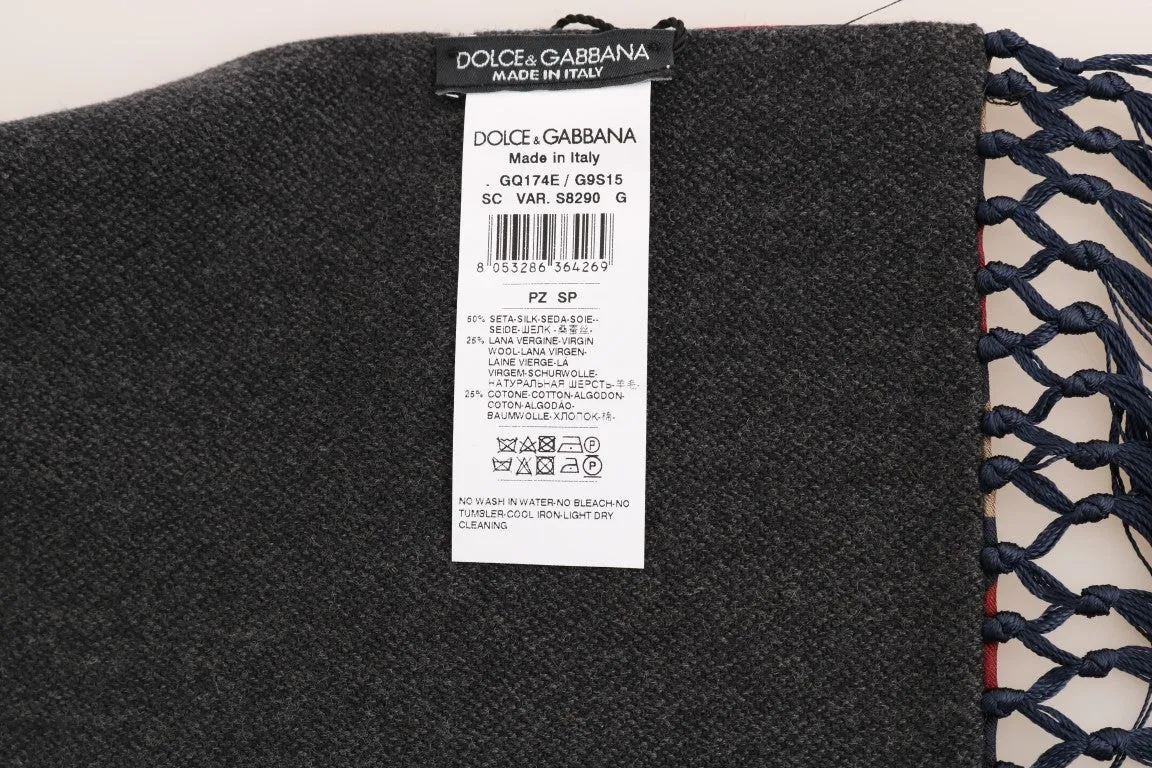 DOLCE & GABBANA
MADE IN ITALY
DOLCE & GABBANA
Made in Italy
. GQ174E / G9S15
SC VAR. S8290 G
8 053286 364269
PZ SP
50% SETA-SILK-SEDA-SOIE--
SEIDE-ШЕЛК -桑蚕丝-
25% LANA VERGINE-VIRGIN
WOOL-LANA VIRGEN-
LAINE VIERGE-LÃ
VIRGEM-SCHURWOLLE-
НАТУРАЛЬНАЯ ШЕРСТЬ-羊毛-
25% COTONE-COTTON-ALGODON-
COTON-ALGODÃO-
BAUMWOLLE-ХЛОПОК-棉-
P
P
NO WASH IN WATER-NO BLEACH-NO
TUMBLER-COOL IRON-LIGHT DRY
CLEANING